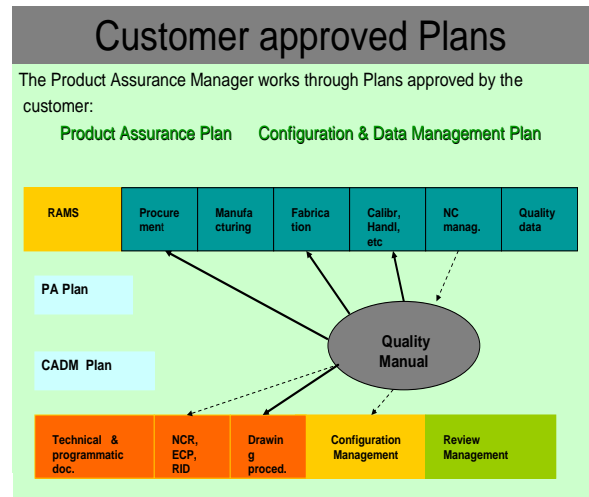 Customer approved Plans
The Product Assurance Manager works through Plans approved by the
customer:
Product Assurance Plan Configuration & Data Management Plan
RAMS
Procure
ment
Manufa
cturing
Fabrica
tion
Calibr,
Handl,
etc
NC
manag.
Quality
data
PA Plan
Quality
Manual
CADM Plan
Technical &
programmatic
doc.
NCR,
ECP,
RID
Drawin
g
proced.
Configuration
Management
Review
Management